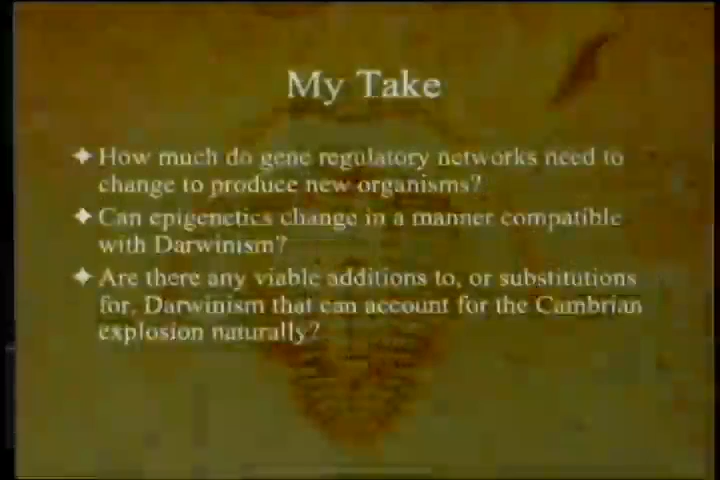 My Take
How much do gene regulatory networks need to
change to produce new organisms?
Can epigenetics change in a manner compatible
with Darwinism?
Are there any viable additions to, or substitutions
for, Darwinism that can account for the Cambrian
explosion naturally?